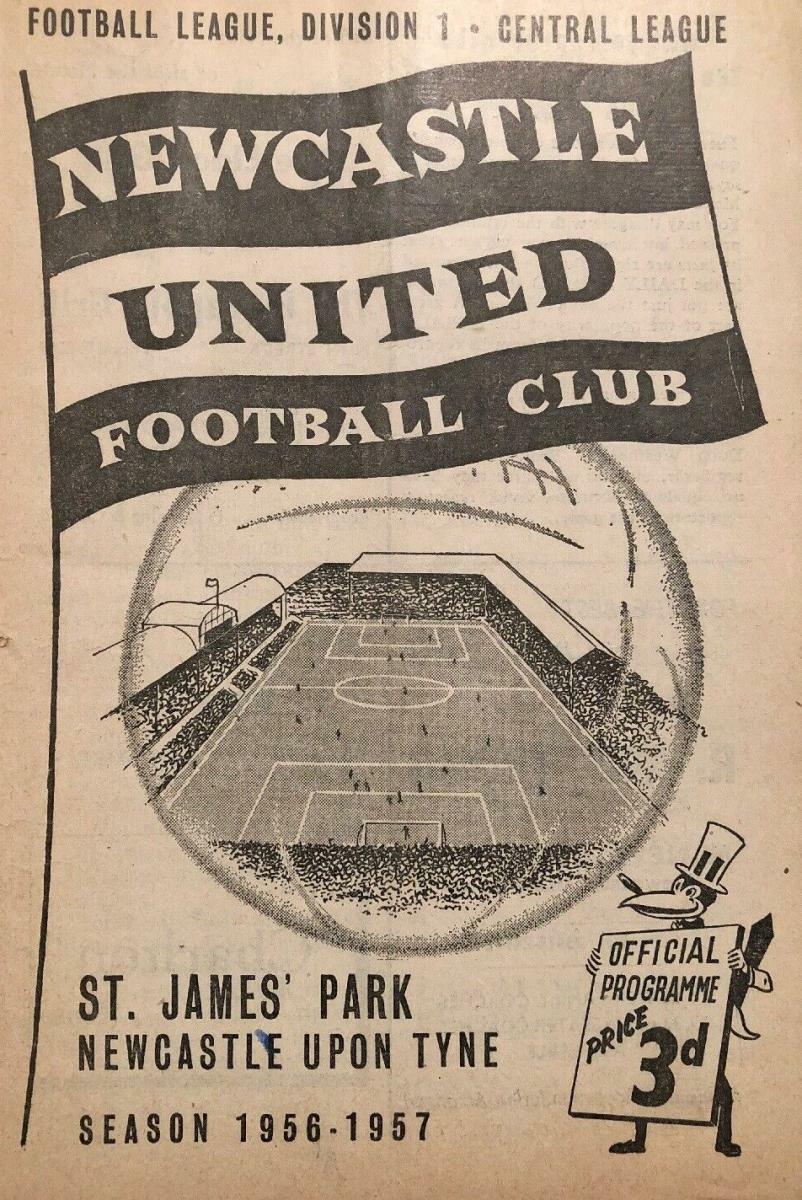 FOOTBALL LEAGUE, DIVISION 1 • CENTRAL LEAGUE
NEWCASTLE
UNITED
FOOTBALL CLUB
ST. JAMES' PARK
NEWCASTLE UPON TYNE
SEASON 1956-1957
OFFICIAL
PROGRAMME
PRICE
3d